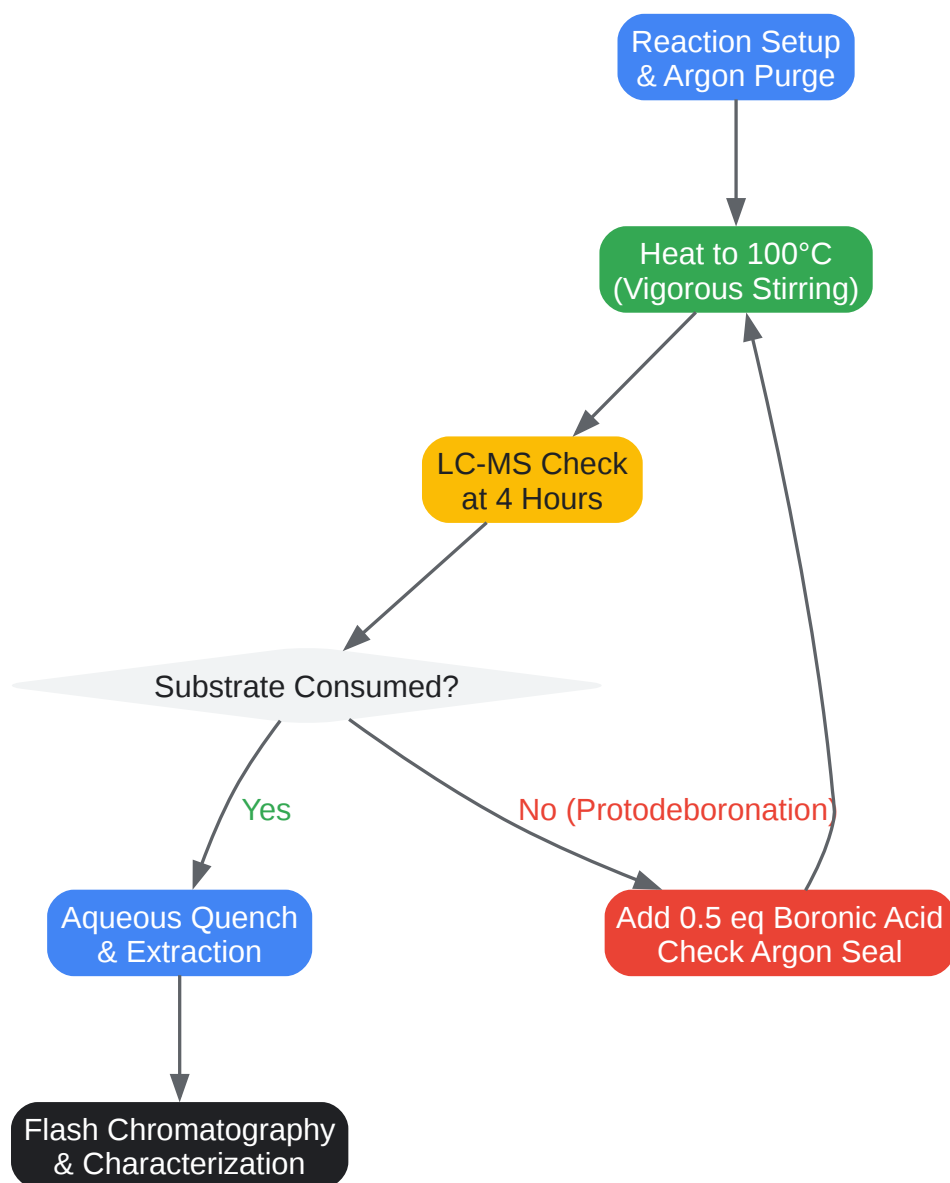 Reaction Setup
& Argon Purge
Heat to 100°C
(Vigorous Stirring)
LC-MS Check
at 4 Hours
Substrate Consumed?
Yes
No (Protodeboronation)
Aqueous Quench
& Extraction
Add 0.5 eq Boronic Acid
Check Argon Seal
Flash Chromatography
& Characterization